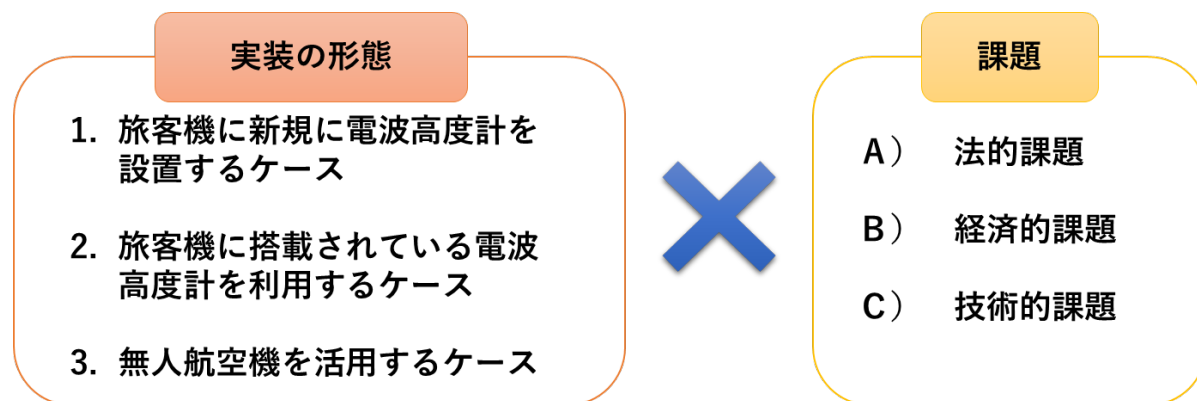 実装の形態
1. 旅客機に新規に電波高度計を
設置するケース
2. 旅客機に搭載されている電波
高度計を利用するケース
3. 無人航空機を活用するケース
課題
A） 法的課題
B） 経済的課題
C） 技術的課題